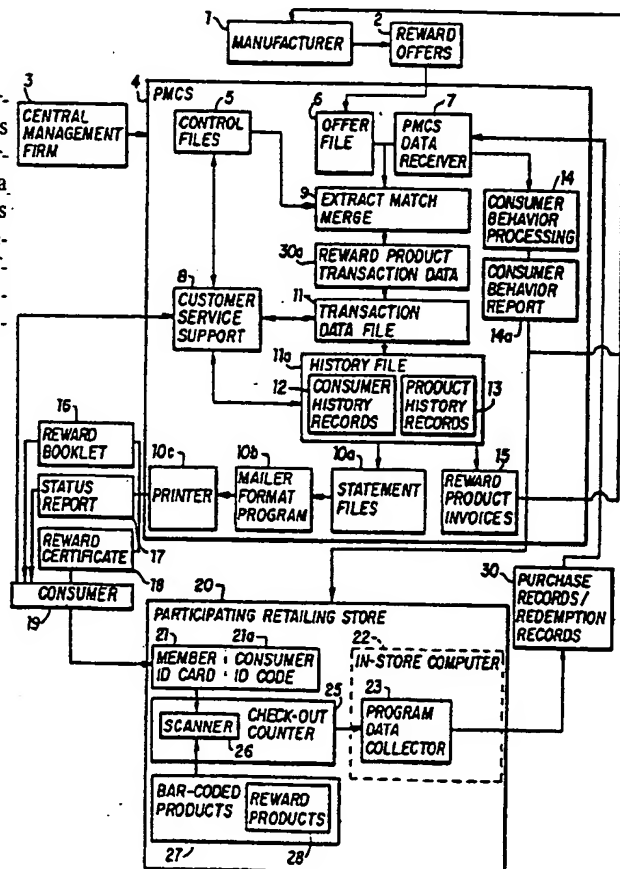 1
MANUFACTURER
2
REWARD
OFFERS
3
CENTRAL
MANAGEMENT
FIRM
4
PMCS
5
CONTROL
FILES
6
OFFER
FILE
7
PMCS
DATA
RECEIVER
9
EXTRACT MATCH
MERGE
14
CONSUMER
BEHAVIOR
PROCESSING
30a
REWARD PRODUCT
TRANSACTION DATA
CONSUMER
BEHAVIOR
REPORT
14a
8
CUSTOMER
SERVICE
SUPPORT
11
TRANSACTION
DATA FILE
11a
HISTORY FILE
12
CONSUMER
HISTORY
RECORDS
PRODUCT
HISTORY
RECORDS
13
16
REWARD
BOOKLET
STATUS
REPORT
17
REWARD
CERTIFICATE
18
CONSUMER
19
10c
PRINTER
10b
MAILER
FORMAT
PROGRAM
10a
STATEMENT
FILES
15
REWARD
PRODUCT
INVOICES
30
PURCHASE
RECORDS/
REDEMPTION
RECORDS
20
PARTICIPATING RETAILING STORE
21
MEMBER
ID CARD
21a
CONSUMER
ID CODE
22
IN-STORE COMPUTER
23
PROGRAM
DATA
COLLECTOR
25
SCANNER
CHECK-OUT
COUNTER
26
BAR-CODED
PRODUCTS
REWARD
PRODUCTS
27
28